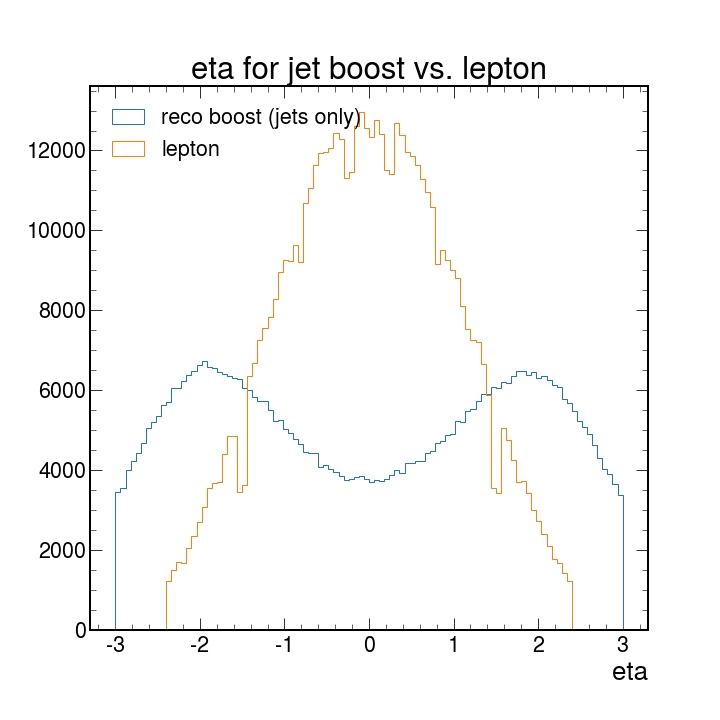 eta for jet boost vs. lepton
reco boost (jets only)
lepton
12000
10000
8000
6000
4000
2000
0
-3 -2 -1 0 1 2 3
eta